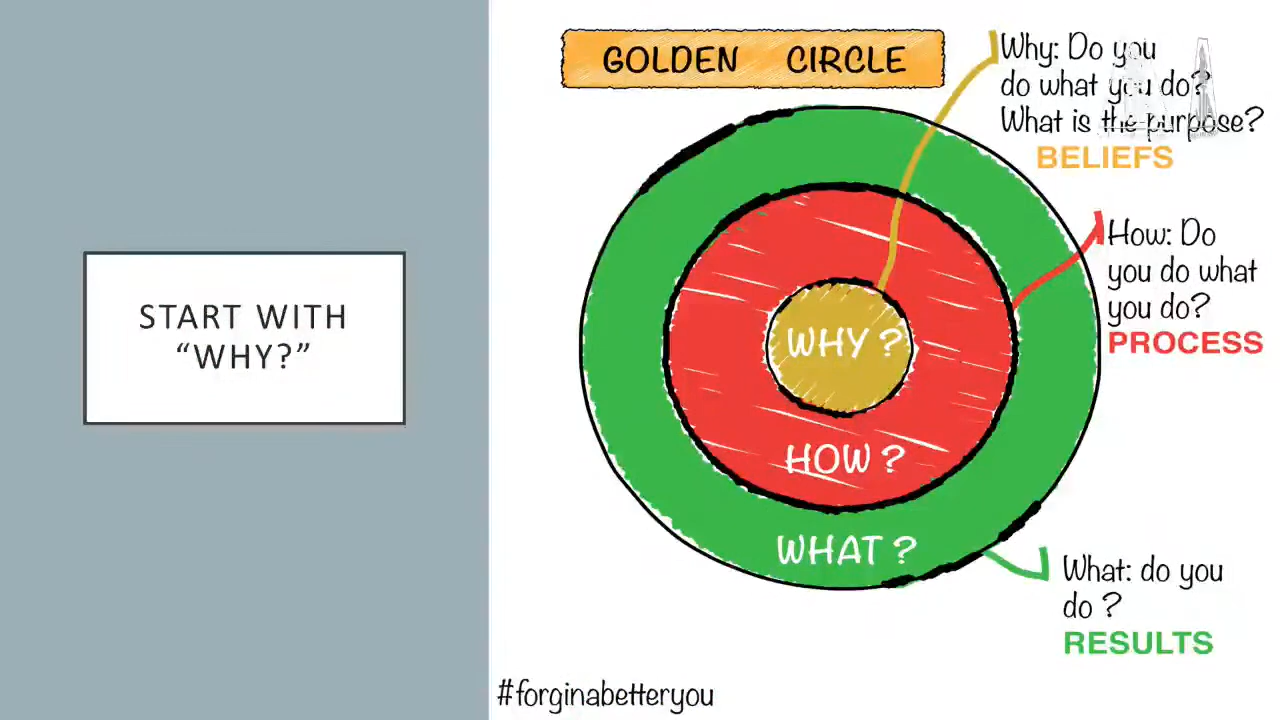 START WITH
“WHY?”
GOLDEN CIRCLE
Why: Do you
do what you do?
What is the purpose?
BELIEFS
How: Do
you do what
you do?
PROCESS
WHY ?
HOW ?
WHAT ?
What: do you
do ?
RESULTS
#forginabetteryou